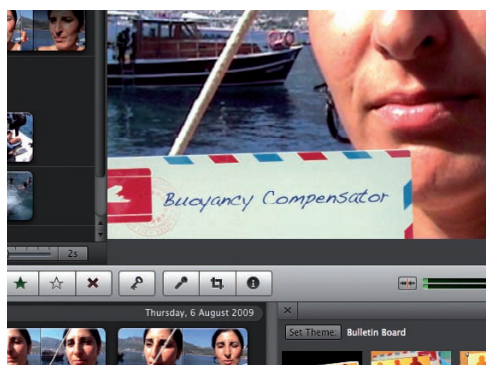 Buoyancy Compensator
2s
Thursday, 6 August 2009
Set Theme: Bulletin Board